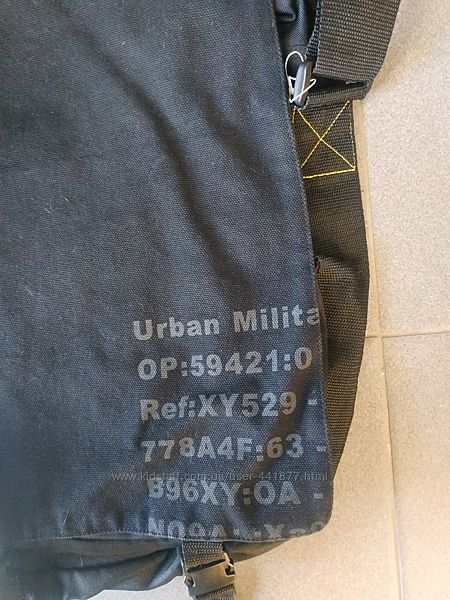 Urban Milita
OP:59421:0
Ref:XY529 -
778A4F:63 -
B96XY:OA -